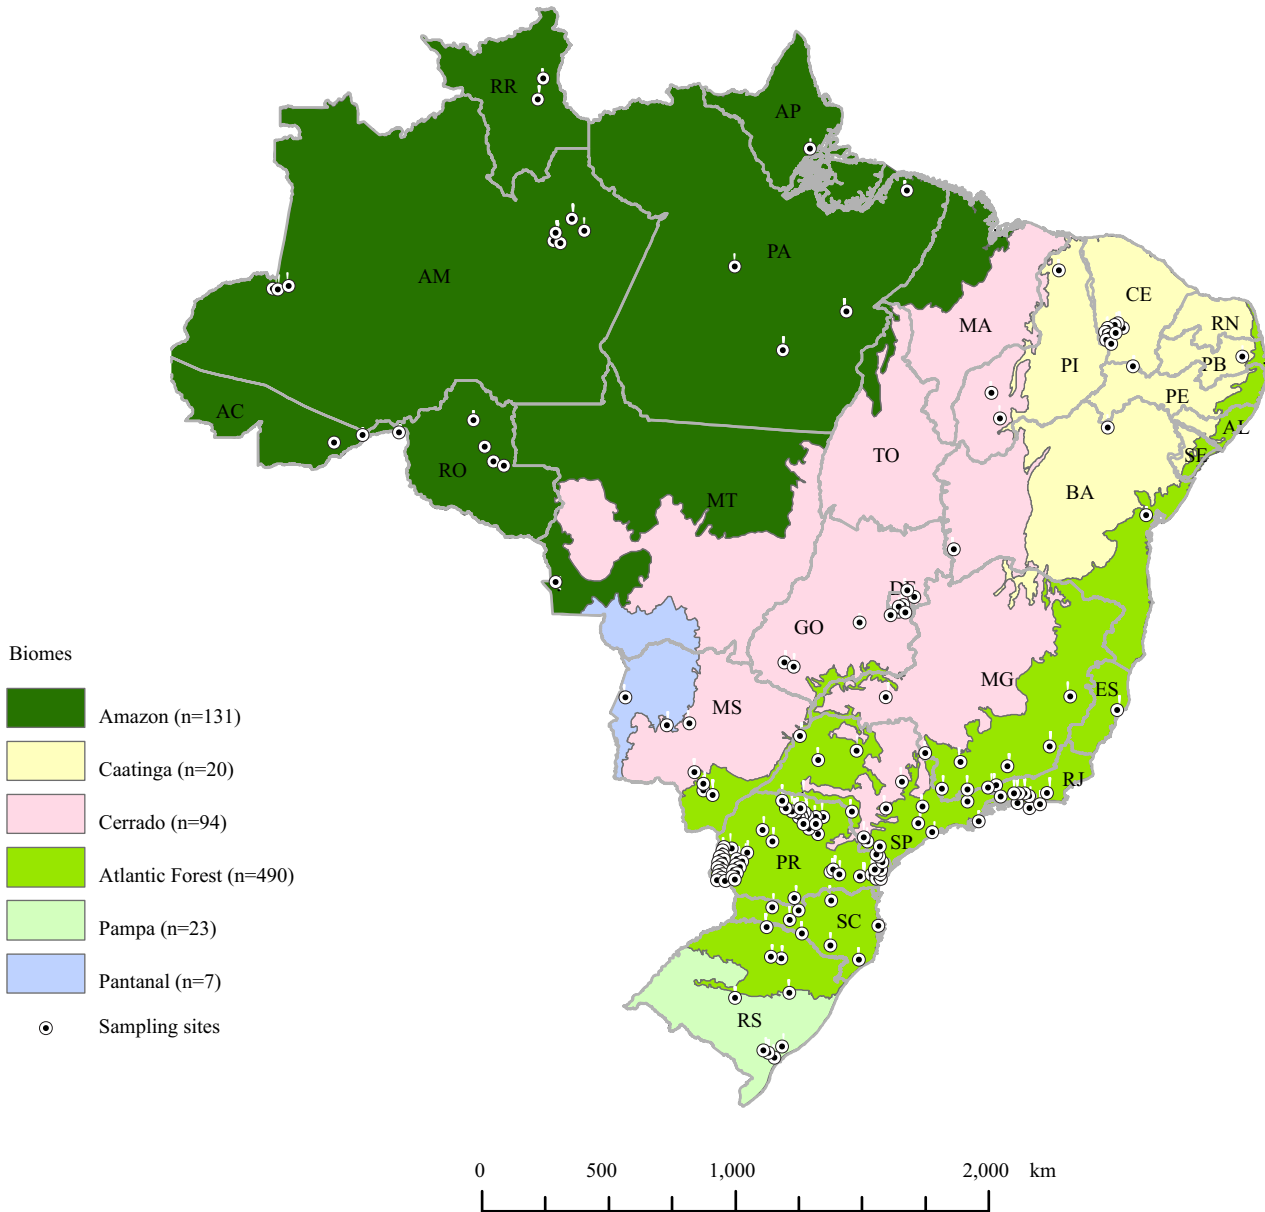 RR
AP
PA
AM
CE
MA
RN
PI
PB
PE
AC
AL
TO
SE
RO
BA
MT
DF
GO
MG
ES
MS
RJ
SP
PR
SC
RS
Biomes
Amazon (n=131)
Caatinga (n=20)
Cerrado (n=94)
Atlantic Forest (n=490)
Pampa (n=23)
Pantanal (n=7)
Sampling sites
0 500 1,000 2,000 km